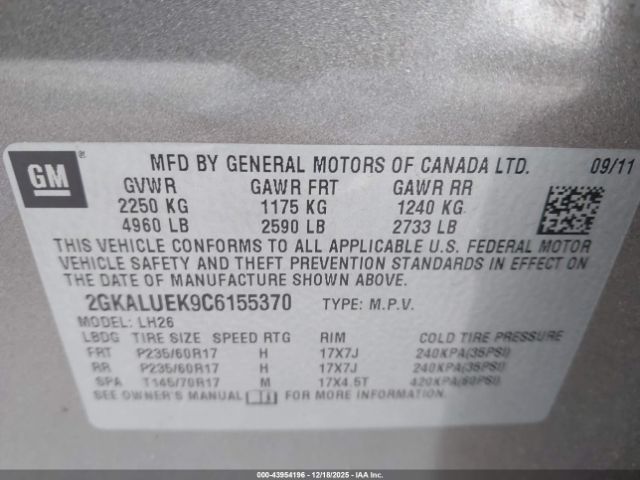 GM ® MFD BY GENERAL MOTORS OF CANADA LTD. 09/11
GVWR GAWR FRT GAWR RR
2250 KG 1175 KG 1240 KG
4960 LB 2590 LB 2733 LB
THIS VEHICLE CONFORMS TO ALL APPLICABLE U.S. FEDERAL MOTOR
VEHICLE SAFETY AND THEFT PREVENTION STANDARDS IN EFFECT ON
THE DATE OF MANUFACTURE SHOWN ABOVE.
2GKALUEK9C6155370 TYPE: M.P.V.
MODEL: LH26
LBDG TIRE SIZE SPEED RTG RIM COLD TIRE PRESSURE
FRT P235/60R17 H 17X7J 240KPA(35PSI)
RR P235/60R17 H 17X7J 240KPA(35PSI)
SPA T145/70R17 M 17X4.5T 420KPA(60PSI)
SEE OWNER'S MANUAL FOR MORE INFORMATION.
000-43954196 - 12/18/2025 - IAA Inc.